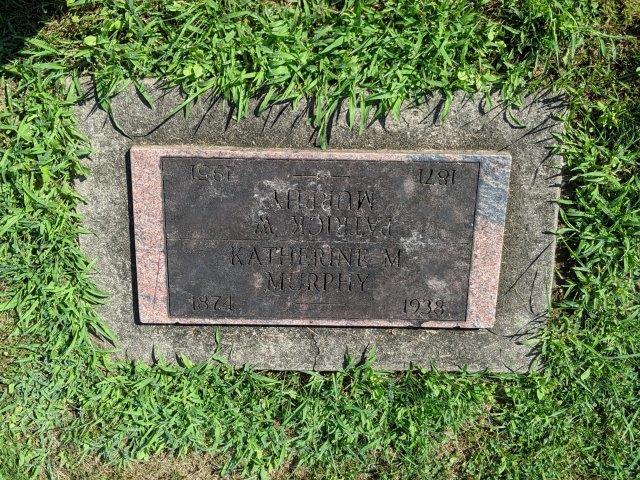 PATRICK W
MURPHY
1871 — 1951
KATHERINE M
MURPHY
1874 — 1938